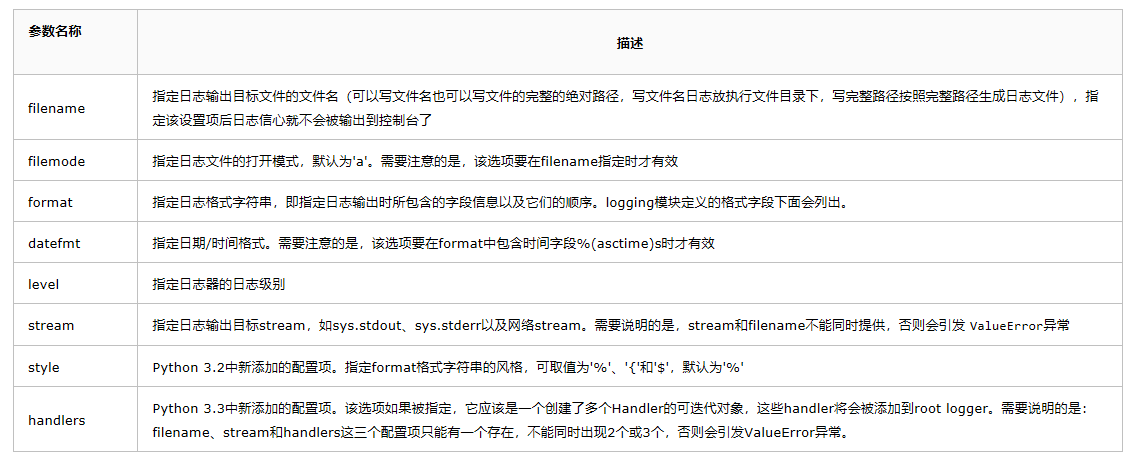 参数名称
描述
filename
指定日志输出目标文件的文件名（可以写文件名也可以写文件的完整的绝对路径，写文件名日志放执行文件目录下，写完整路径按照完整路径生成日志文件），指
定该设置项后日志信心就不会被输出到控制台了
filemode
指定日志文件的打开模式，默认为'a'。需要注意的是，该选项要在filename指定时才有效
format
指定日志格式字符串，即指定日志输出时所包含的字段信息以及它们的顺序。logging模块定义的格式字段下面会列出。
datefmt
指定日期/时间格式。需要注意的是，该选项要在format中包含时间字段%(asctime)s时才有效
level
指定日志器的日志级别
stream
指定日志输出目标stream，如sys.stdout、sys.stderr以及网络stream。需要说明的是，stream和filename不能同时提供，否则会引发 ValueError异常
style
Python 3.2中新添加的配置项。指定format格式字符串的风格，可取值为'%'、'{'和'$'，默认为'%'
handlers
Python 3.3中新添加的配置项。该选项如果被指定，它应该是一个创建了多个Handler的可迭代对象，这些handler将会被添加到root logger。需要说明的是：
filename、stream和handlers这三个配置项只能有一个存在，不能同时出现2个或3个，否则会引发ValueError异常。